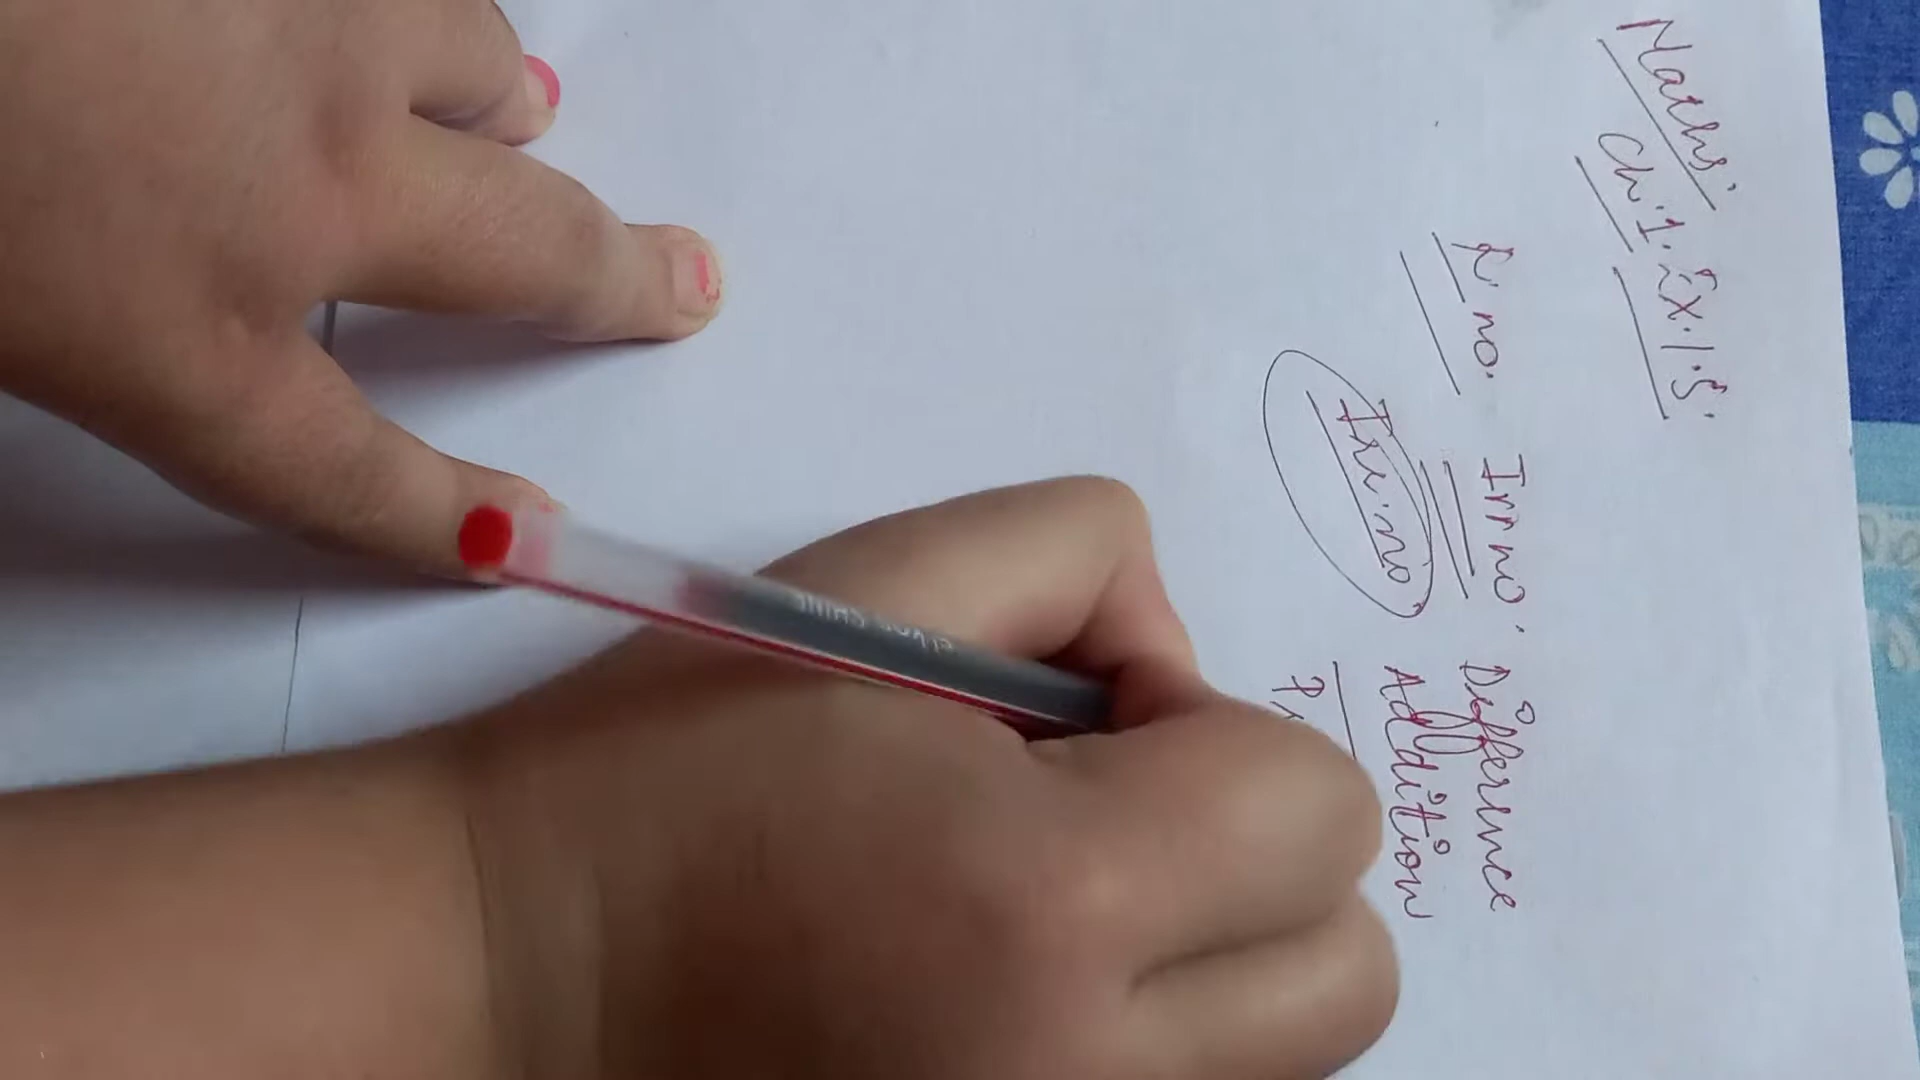 Maths.
Ch.1. Ex.1.5.
R no. Irr no. Difference
Addition
Irr.no